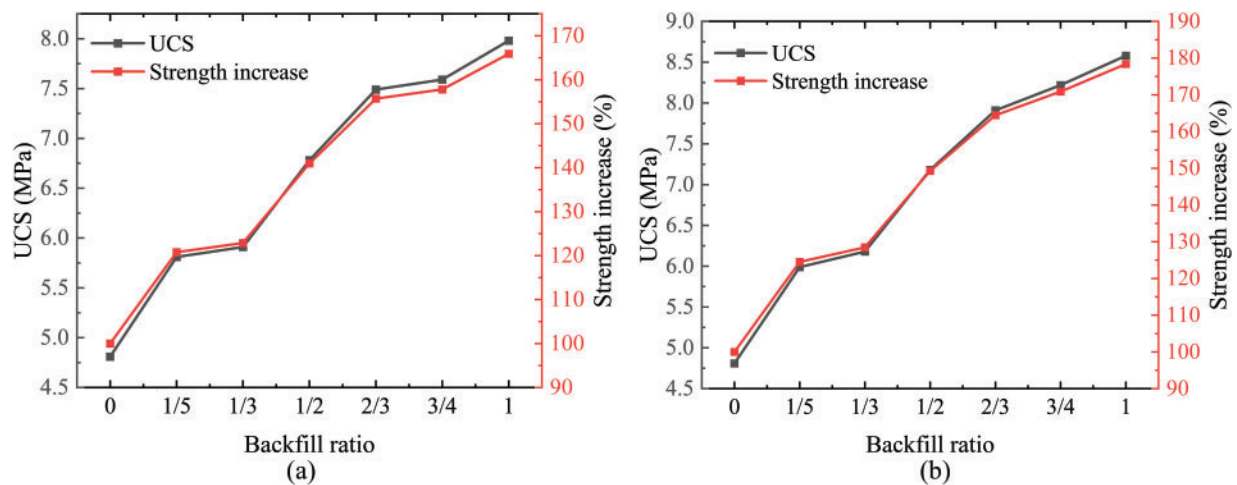 UCS
Strength increase
8.0
7.5
7.0
6.5
6.0
5.5
5.0
4.5
UCS (MPa)
170
160
150
140
130
120
110
100
90
Strength increase (%)
0 1/5 1/3 1/2 2/3 3/4 1
Backfill ratio
(a)
UCS
Strength increase
9.0
8.5
8.0
7.5
7.0
6.5
6.0
5.5
5.0
4.5
UCS (MPa)
190
180
170
160
150
140
130
120
110
100
90
Strength increase (%)
0 1/5 1/3 1/2 2/3 3/4 1
Backfill ratio
(b)